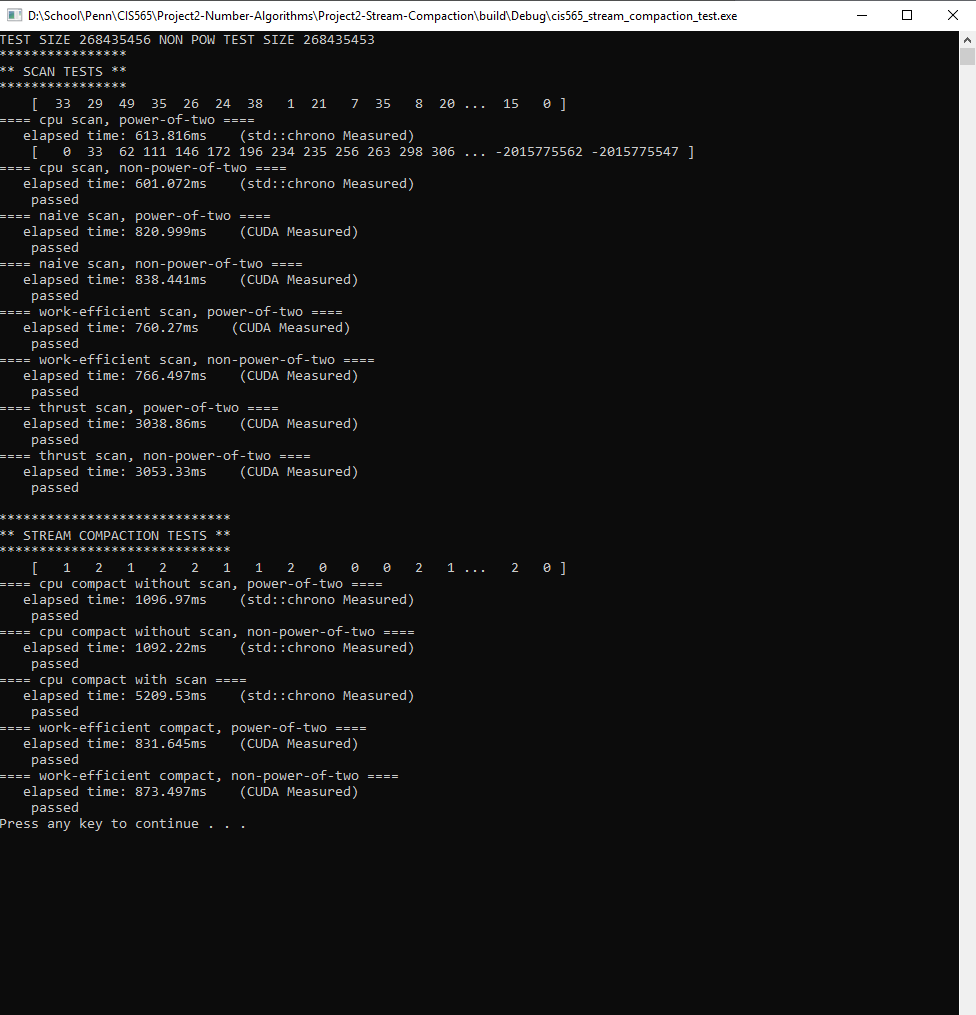 D:\School\Penn\CIS565\Project2-Number-Algorithms\Project2-Stream-Compaction\build\Debug\cis565_stream_compaction_test.exe
TEST SIZE 268435456 NON POW TEST SIZE 268435453
****************
** SCAN TESTS **
****************
    [  33  29  49  35  26  24  38   1  21   7  35   8  20 ...  15   0 ]
==== cpu scan, power-of-two ====
   elapsed time: 613.816ms    (std::chrono Measured)
    [   0  33  62 111 146 172 196 234 235 256 263 298 306 ... -2015775562 -2015775547 ]
==== cpu scan, non-power-of-two ====
   elapsed time: 601.072ms    (std::chrono Measured)
    passed
==== naive scan, power-of-two ====
   elapsed time: 820.999ms    (CUDA Measured)
    passed
==== naive scan, non-power-of-two ====
   elapsed time: 838.441ms    (CUDA Measured)
    passed
==== work-efficient scan, power-of-two ====
   elapsed time: 760.27ms    (CUDA Measured)
    passed
==== work-efficient scan, non-power-of-two ====
   elapsed time: 766.497ms    (CUDA Measured)
    passed
==== thrust scan, power-of-two ====
   elapsed time: 3038.86ms    (CUDA Measured)
    passed
==== thrust scan, non-power-of-two ====
   elapsed time: 3053.33ms    (CUDA Measured)
    passed

*****************************
** STREAM COMPACTION TESTS **
*****************************
    [   1   2   1   2   2   1   1   2   0   0   0   2   1 ...   2   0 ]
==== cpu compact without scan, power-of-two ====
   elapsed time: 1096.97ms    (std::chrono Measured)
    passed
==== cpu compact without scan, non-power-of-two ====
   elapsed time: 1092.22ms    (std::chrono Measured)
    passed
==== cpu compact with scan ====
   elapsed time: 5209.53ms    (std::chrono Measured)
    passed
==== work-efficient compact, power-of-two ====
   elapsed time: 831.645ms    (CUDA Measured)
    passed
==== work-efficient compact, non-power-of-two ====
   elapsed time: 873.497ms    (CUDA Measured)
    passed
Press any key to continue . . .